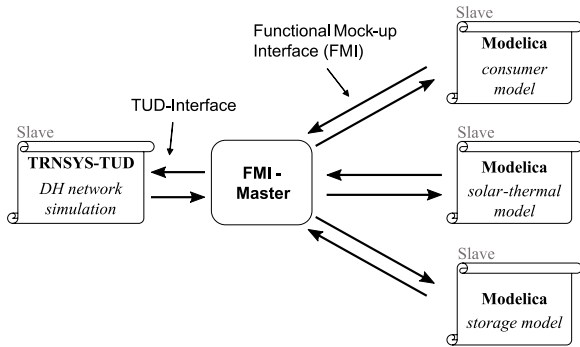 Functional Mock-up
Interface (FMI)
TUD-Interface
Slave
TRNSYS-TUD
DH network
simulation
FMI -
Master
Slave
Modelica
consumer
model
Slave
Modelica
solar-thermal
model
Slave
Modelica
storage model